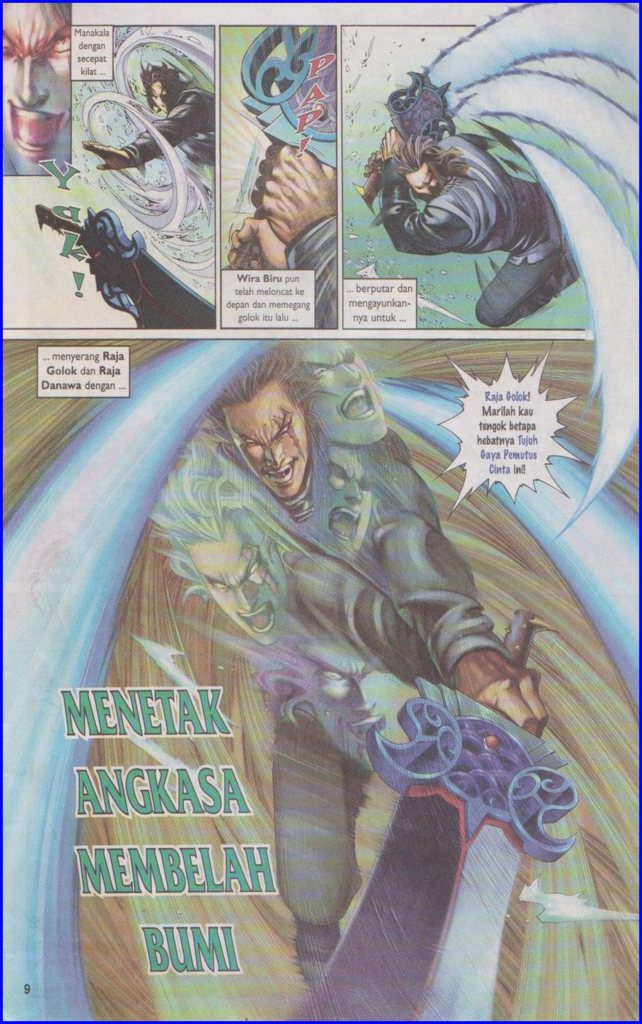 Manakala
dengan
secepat
kilat ...
Yak!
PAP!
Wira Biru pun
telah meloncat ke
depan dan memegang
golok itu lalu ...
... berputar dan
mengayunkan-
nya untuk ...
... menyerang Raja
Golok dan Raja
Danawa dengan ...
Raja Golok!
Marilah kau
tengok betapa
hebatnya Tujuh
Gaya Pemutus
Cinta ini!
MENETAK
ANGKASA
MEMBELAH
BUMI
9